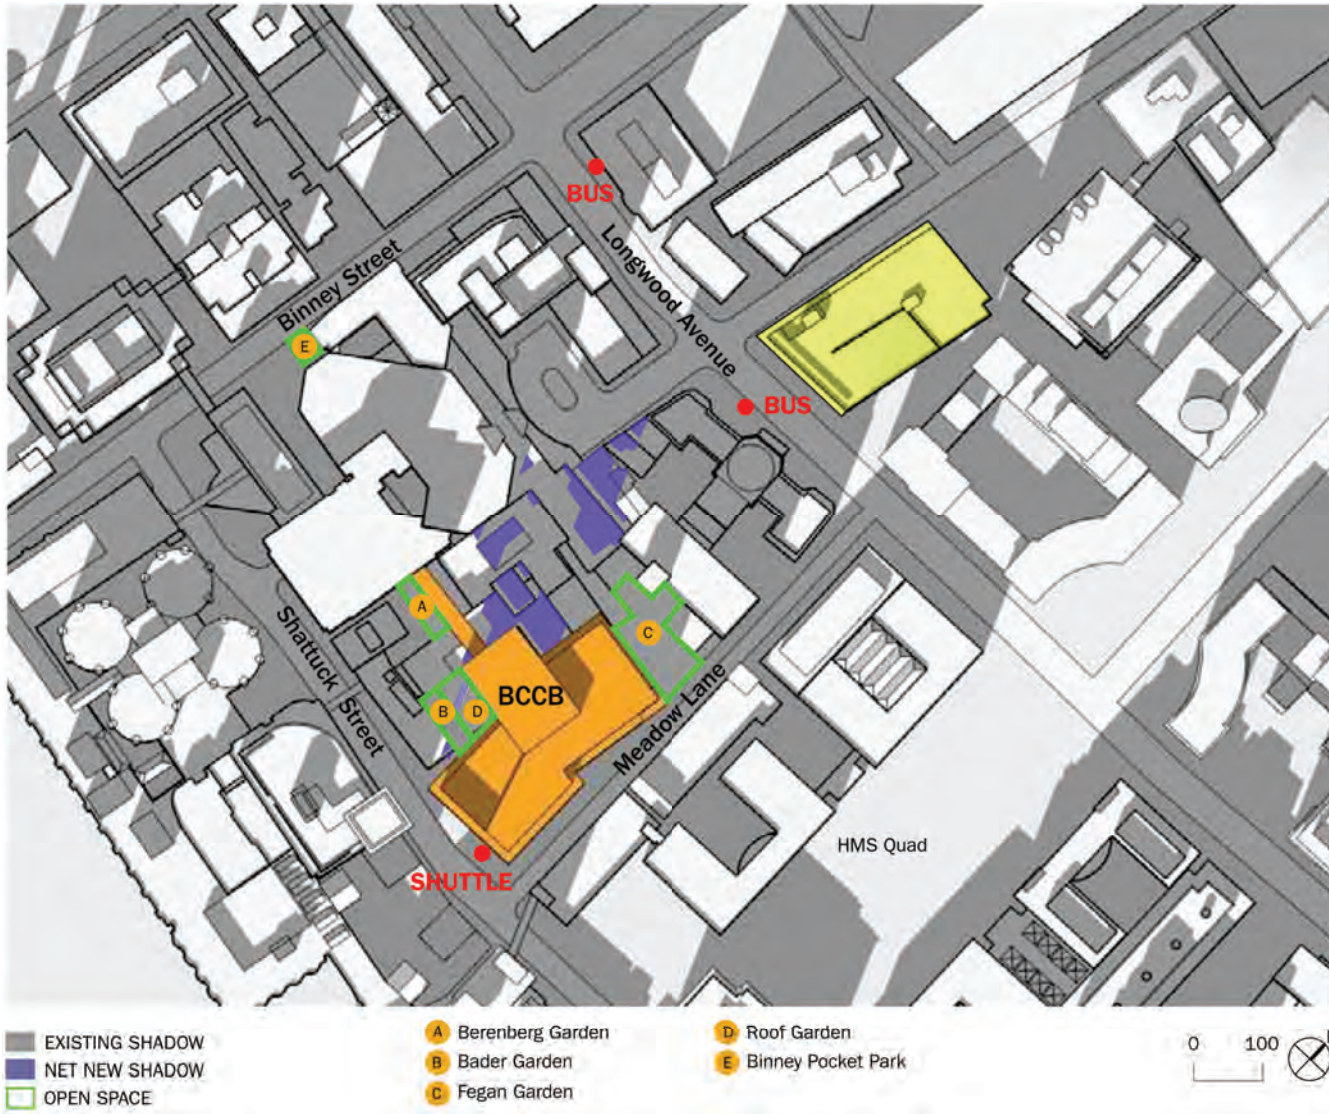 BUS
Longwood Avenue
Binney Street
E
BUS
A
C
Shattuck Street
BCCB
B
D
Meadow Lane
HMS Quad
SHUTTLE
EXISTING SHADOW
NET NEW SHADOW
OPEN SPACE
A Berenberg Garden
B Bader Garden
C Fegan Garden
D Roof Garden
E Binney Pocket Park
0 100